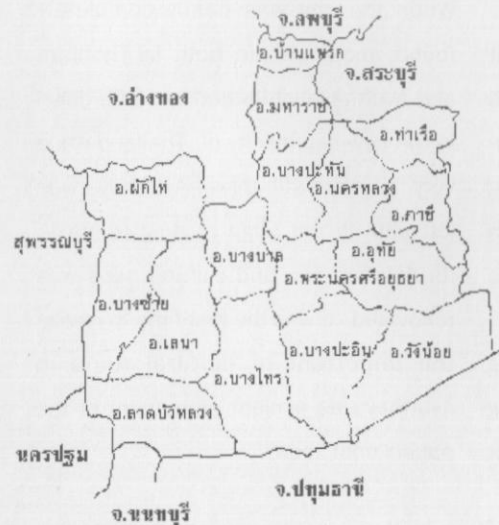 จ.ลพบุรี
อ.บ้านแพรก
จ.สระบุรี
จ.อ่างทอง
อ.มหาราช
อ.ท่าเรือ
อ.บางปะหัน
อ.นครหลวง
อ.ผักไห่
อ.ภาชี
สุพรรณบุรี
อ.บางบาล
อ.อุทัย
อ.พระนครศรีอยุธยา
อ.บางซ้าย
อ.เสนา
อ.บางปะอิน
อ.วังน้อย
อ.บางไทร
อ.ลาดบัวหลวง
นครปฐม
จ.ปทุมธานี
จ.นนทบุรี